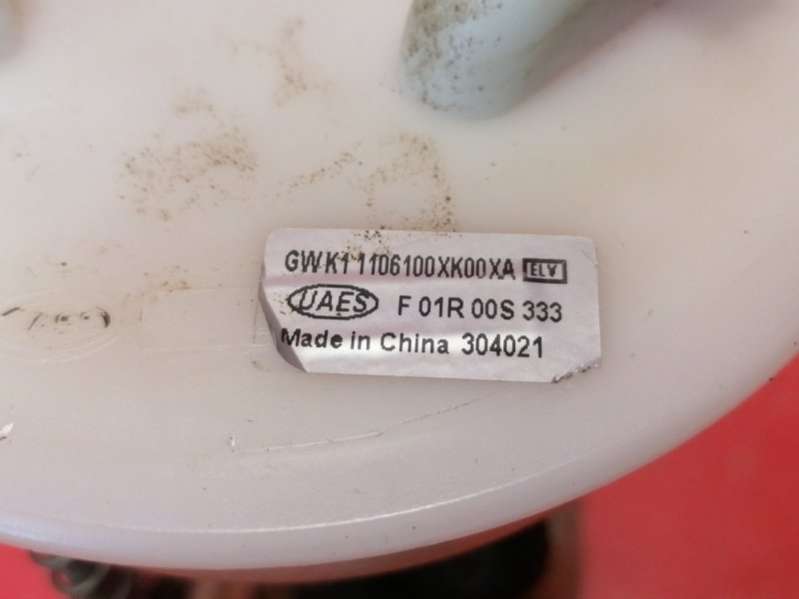 GWK1 1106100XK00XA ELV
UAES F 01R 00S 333
Made in China 304021